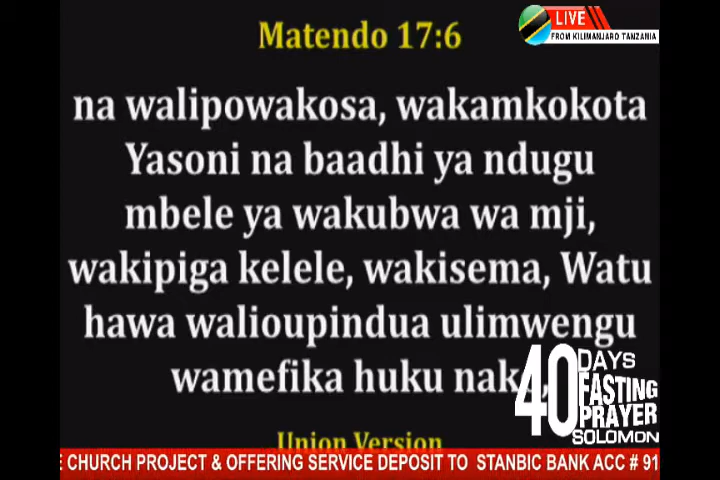 Matendo 17:6
LIVE
FROM KILIMANJARO TANZANIA
na walipowakosa, wakamkokota
Yasoni na baadhi ya ndugu
mbele ya wakubwa wa mji,
wakipiga kelele, wakisema, Watu
hawa walioupindua ulimwengu
wamefika huku
40 DAYS
FASTING
PRAYER
SOLOMON
Union Version
CHURCH PROJECT & OFFERING SERVICE DEPOSIT TO STANBIC BANK ACC # 91